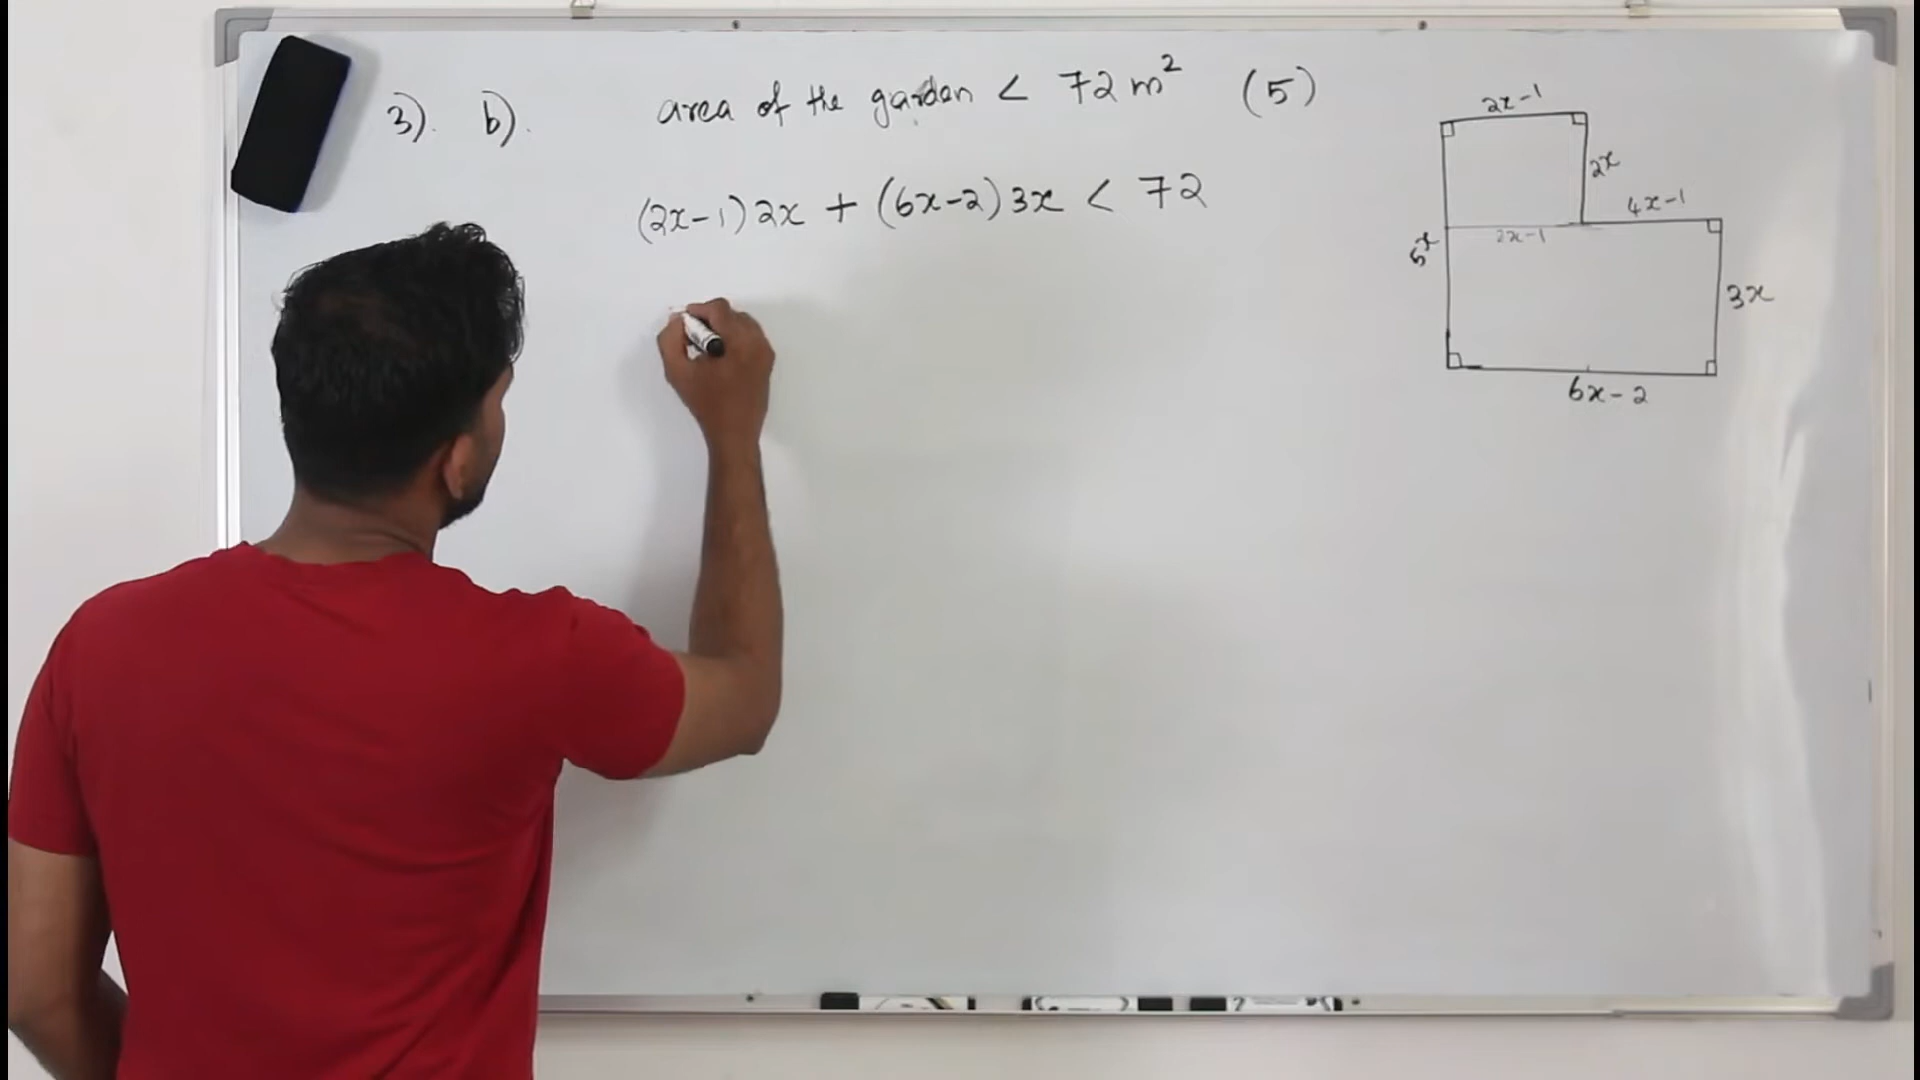 3). b). area of the garden < 72 m² (5)
(2x-1)2x + (6x-2)3x < 72
2x-1
2x
4x-1
2x-1
5x
3x
6x-2